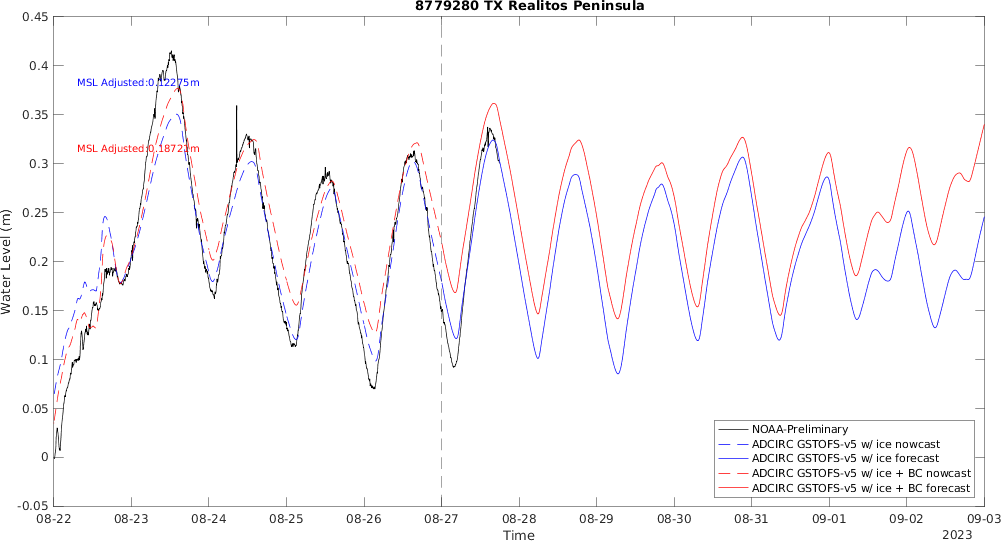 8779280 TX Realitos Peninsula
0.45
0.4
0.35
0.3
0.25
0.2
0.15
0.1
0.05
0
-0.05
Water Level (m)
MSL Adjusted:0.12275m
MSL Adjusted:0.18721m
NOAA-Preliminary
ADCIRC GSTOFS-v5 w/ ice nowcast
ADCIRC GSTOFS-v5 w/ ice forecast
ADCIRC GSTOFS-v5 w/ ice + BC nowcast
ADCIRC GSTOFS-v5 w/ ice + BC forecast
08-22 08-23 08-24 08-25 08-26 08-27 08-28 08-29 08-30 08-31 09-01 09-02 09-03
Time
2023